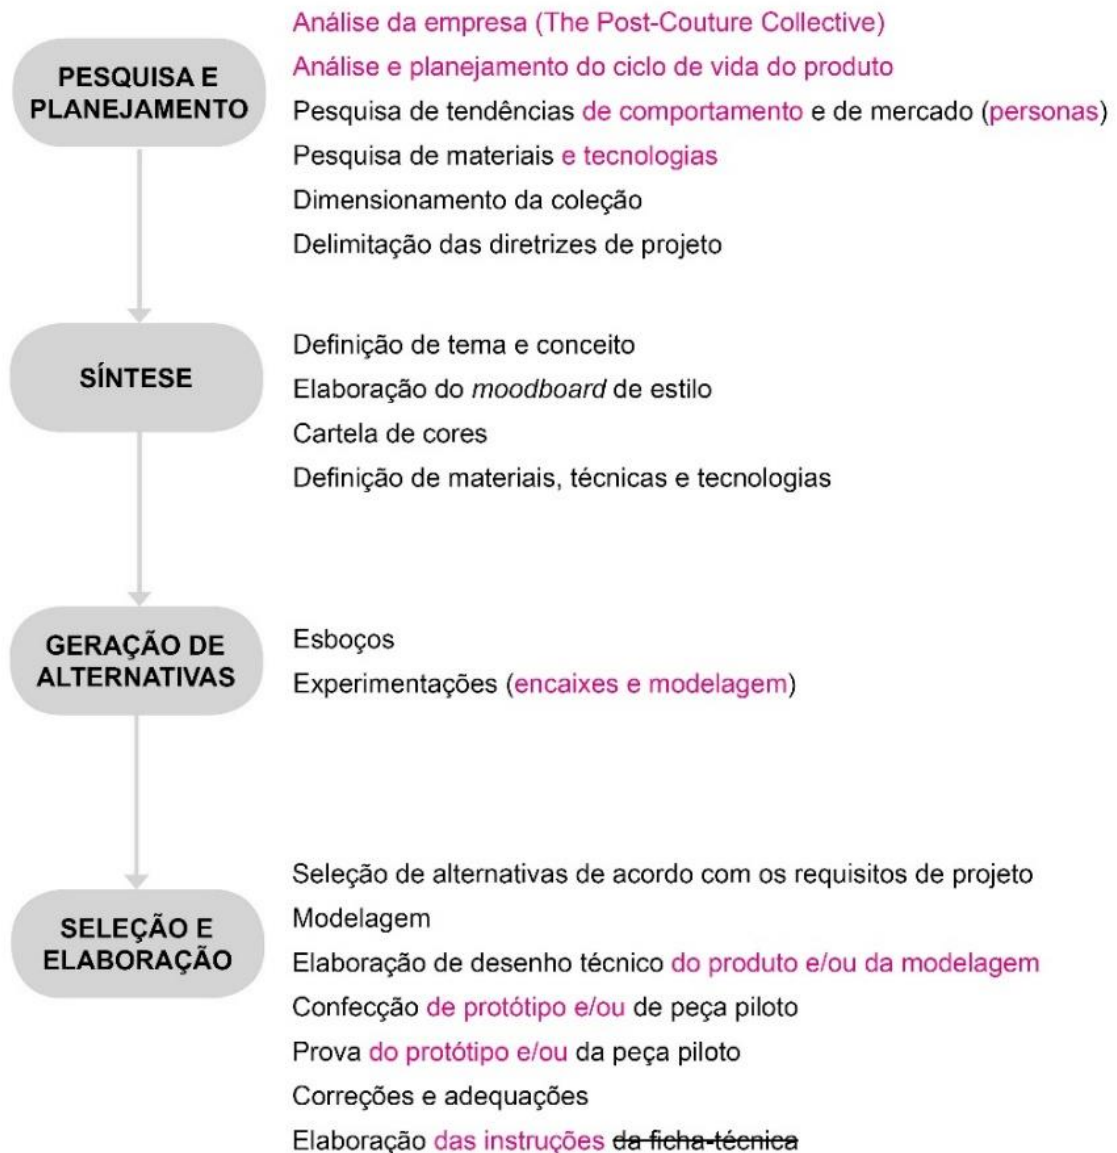 PESQUISA E
PLANEJAMENTO
Análise da empresa (The Post-Couture Collective)
Análise e planejamento do ciclo de vida do produto
Pesquisa de tendências de comportamento e de mercado (personas)
Pesquisa de materiais e tecnologias
Dimensionamento da coleção
Delimitação das diretrizes de projeto
SÍNTESE
Definição de tema e conceito
Elaboração do moodboard de estilo
Cartela de cores
Definição de materiais, técnicas e tecnologias
GERAÇÃO DE
ALTERNATIVAS
Esboços
Experimentações (encaixes e modelagem)
SELEÇÃO E
ELABORAÇÃO
Seleção de alternativas de acordo com os requisitos de projeto
Modelagem
Elaboração de desenho técnico do produto e/ou da modelagem
Confecção de protótipo e/ou de peça piloto
Prova do protótipo e/ou da peça piloto
Correções e adequações
Elaboração das instruções da ficha-técnica